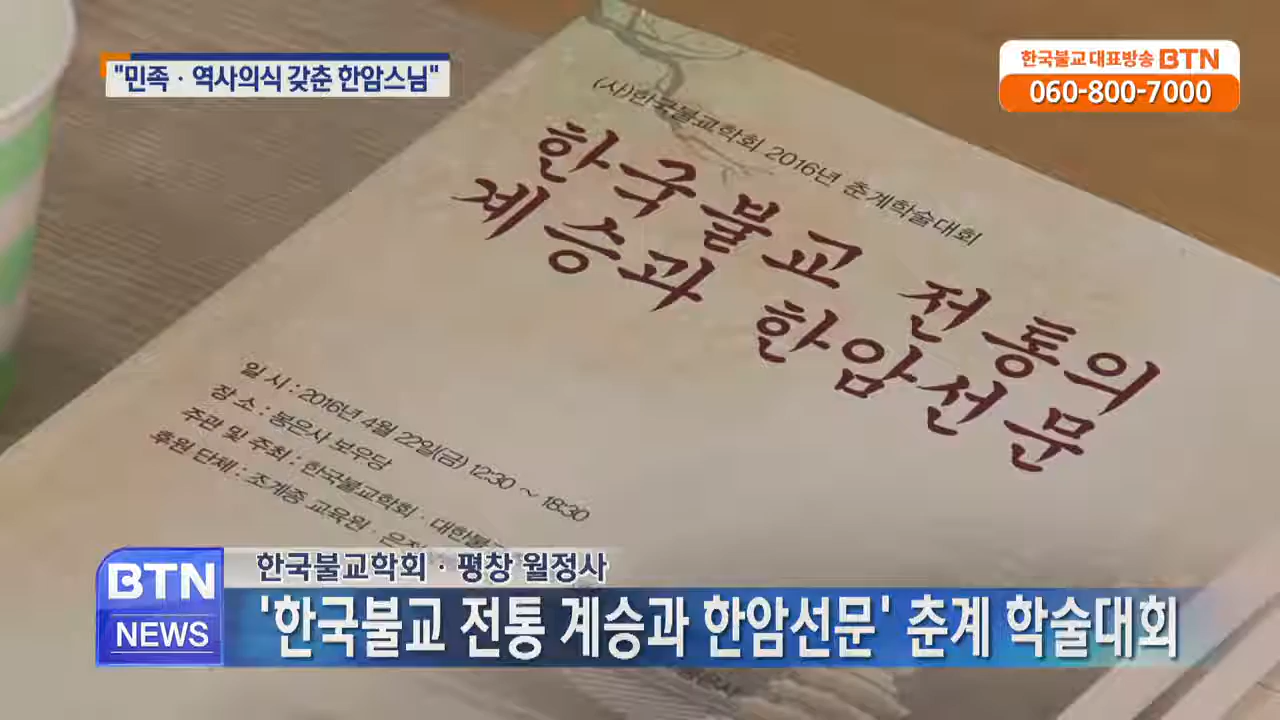 "민족 · 역사의식 갖춘 한암스님"
한국불교 대표방송 BTN
060-800-7000
(사)한국불교학회 2016년 춘계학술대회
한국불교 전통의
계승과 한암선문
일 시 : 2016년 4월 22일(금) 12:30 ~ 18:30
장 소 : 봉은사 보우당
주관 및 주최 : 한국불교학회 · 대한불교
후원 단체 : 조계종 교육원 ·
한국불교학회 · 평창 월정사
BTN
NEWS
'한국불교 전통 계승과 한암선문' 춘계 학술대회